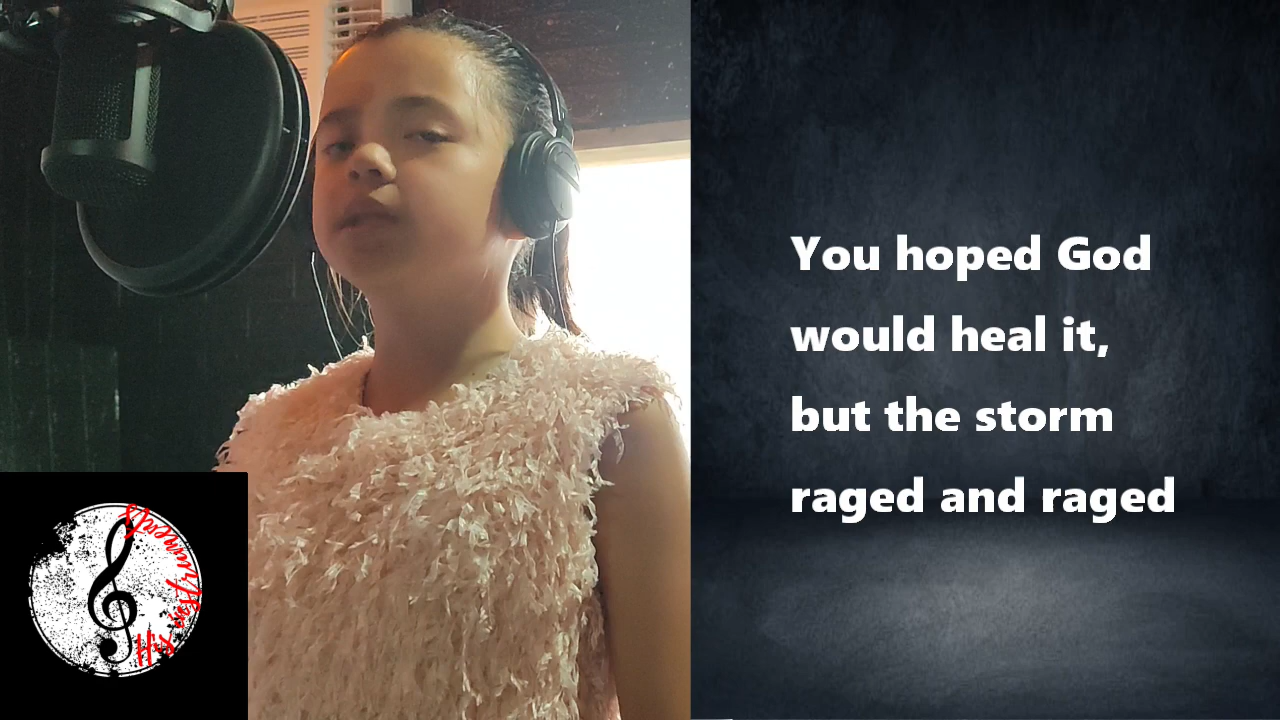 You hoped God
would heal it,
but the storm
raged and raged